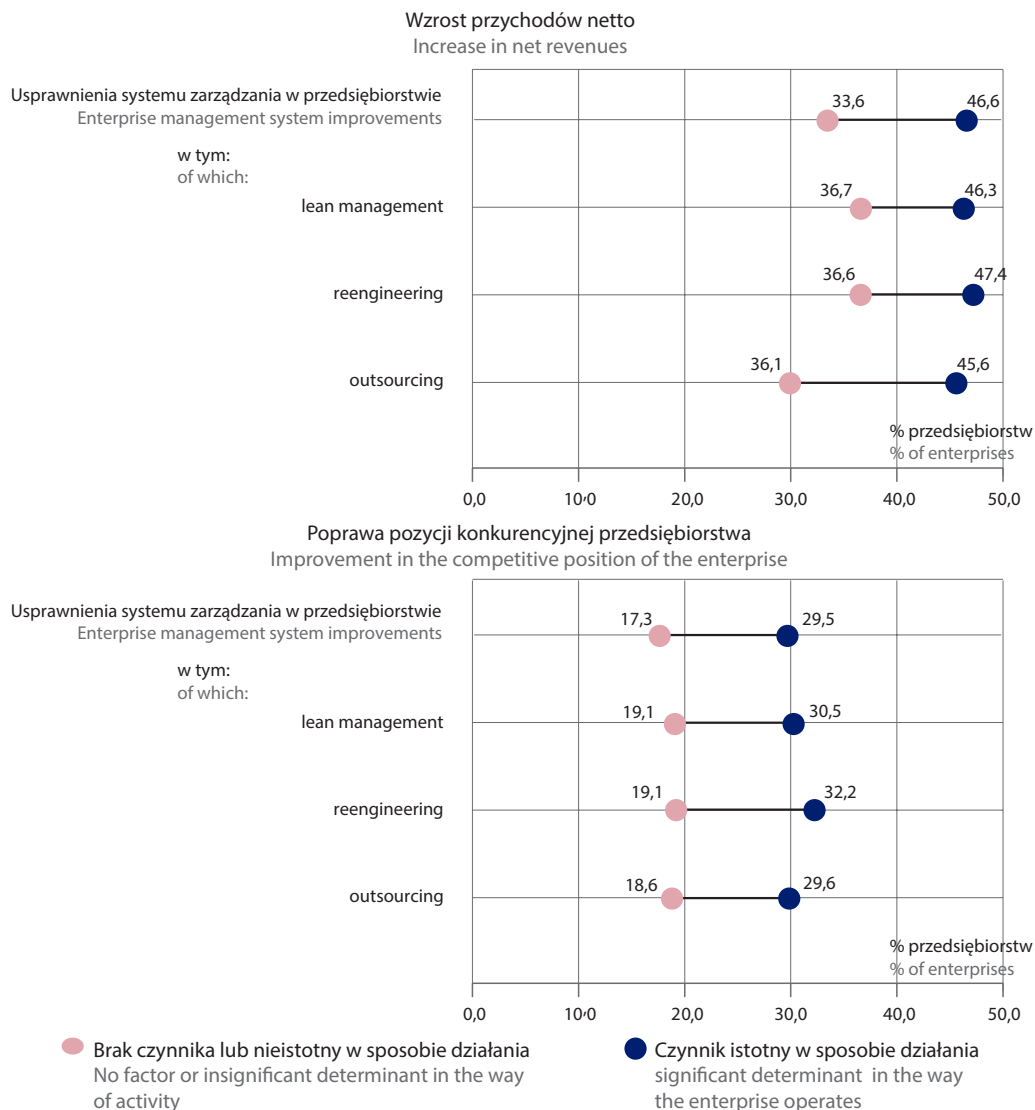 Wzrost przychodów netto
Increase in net revenues
Usprawnienia systemu zarządzania w przedsiębiorstwie
Enterprise management system improvements
33,6
46,6
w tym:
of which:
lean management
36,7
46,3
reengineering
36,6
47,4
outsourcing
36,1
45,6
% przedsiębiorstw
% of enterprises
0,0 10,0 20,0 30,0 40,0 50,0
Poprawa pozycji konkurencyjnej przedsiębiorstwa
Improvement in the competitive position of the enterprise
Usprawnienia systemu zarządzania w przedsiębiorstwie
Enterprise management system improvements
17,3
29,5
w tym:
of which:
lean management
19,1
30,5
reengineering
19,1
32,2
outsourcing
18,6
29,6
% przedsiębiorstw
% of enterprises
0,0 10,0 20,0 30,0 40,0 50,0
Brak czynnika lub nieistotny w sposobie działania
No factor or insignificant determinant in the way
of activity
Czynnik istotny w sposobie działania
significant determinant in the way
the enterprise operates